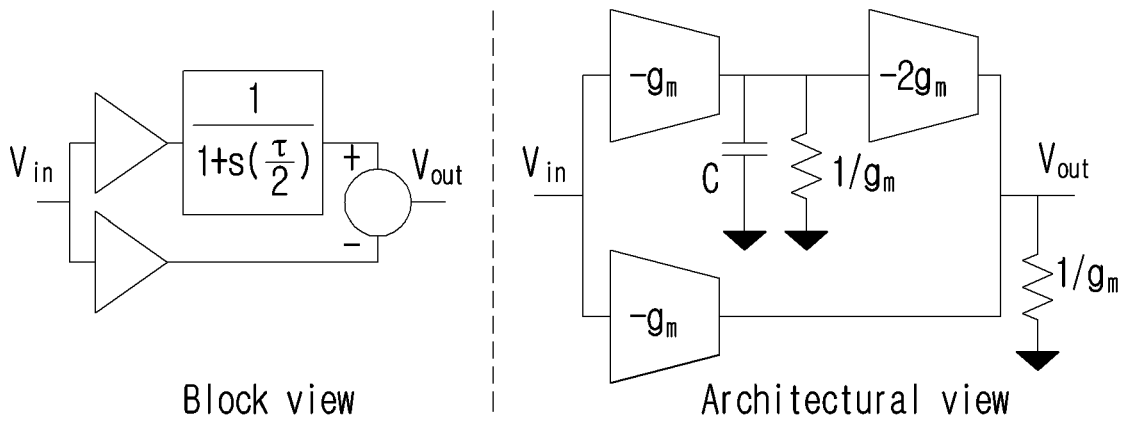 V_in
1
1+s(τ/2)
+
−
V_out
Block view
V_in
-g_m
C
1/g_m
-2g_m
-g_m
V_out
1/g_m
Architectural view